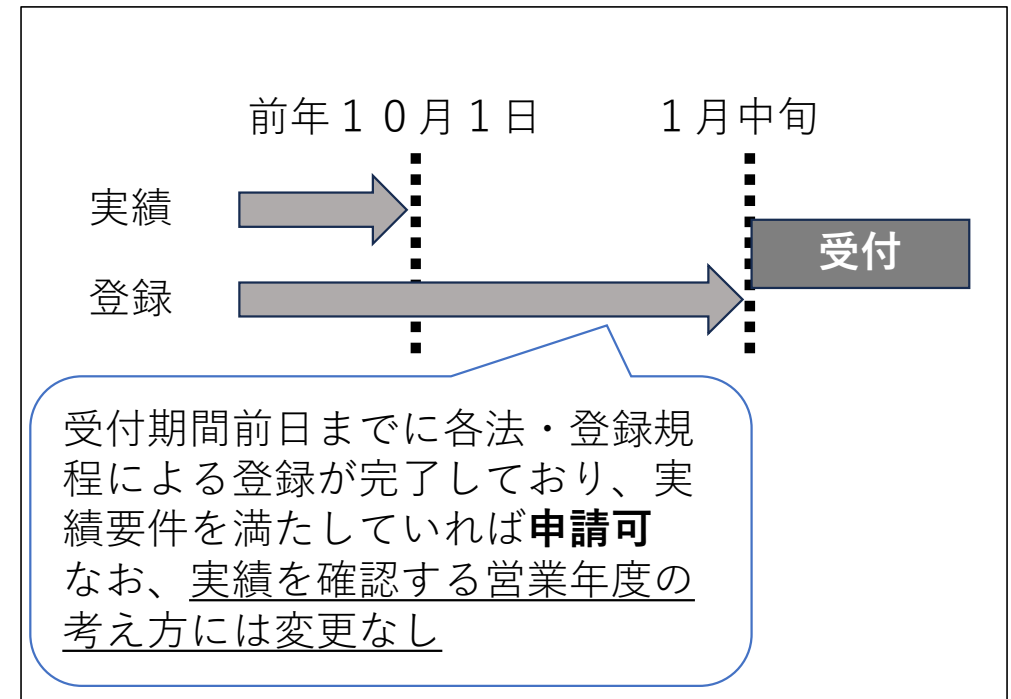 前年１０月１日
１月中旬
実績
受付
登録
受付期間前日までに各法・登録規
程による登録が完了しており、実
績要件を満たしていれば申請可
なお、実績を確認する営業年度の
考え方には変更なし